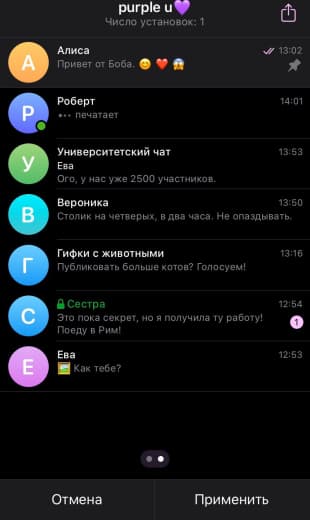 purple u💜
Число установок: 1
А
Алиса
13:02
Привет от Боба. 😊 ❤️ 😱
Р
Роберт
14:01
••• печатает
У
Университетский чат
13:53
Ева
Ого, у нас уже 2500 участников.
В
Вероника
13:50
Столик на четверых, в два часа. Не опаздывать.
Г
Гифки с животными
13:16
Публиковать больше котов? Голосуем!
С
Сестра
12:54
Это пока секрет, но я получила ту работу!
Поеду в Рим!
1
Е
Ева
12:53
🖼️ Как тебе?
Отмена
Применить